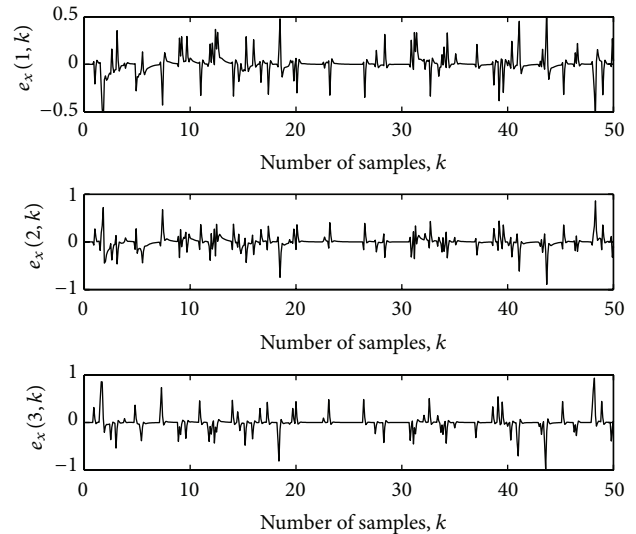 0.5
0
−0.5
e_x(1, k)
0 10 20 30 40 50
Number of samples, k
1
0
−1
e_x(2, k)
0 10 20 30 40 50
Number of samples, k
1
0
−1
e_x(3, k)
0 10 20 30 40 50
Number of samples, k